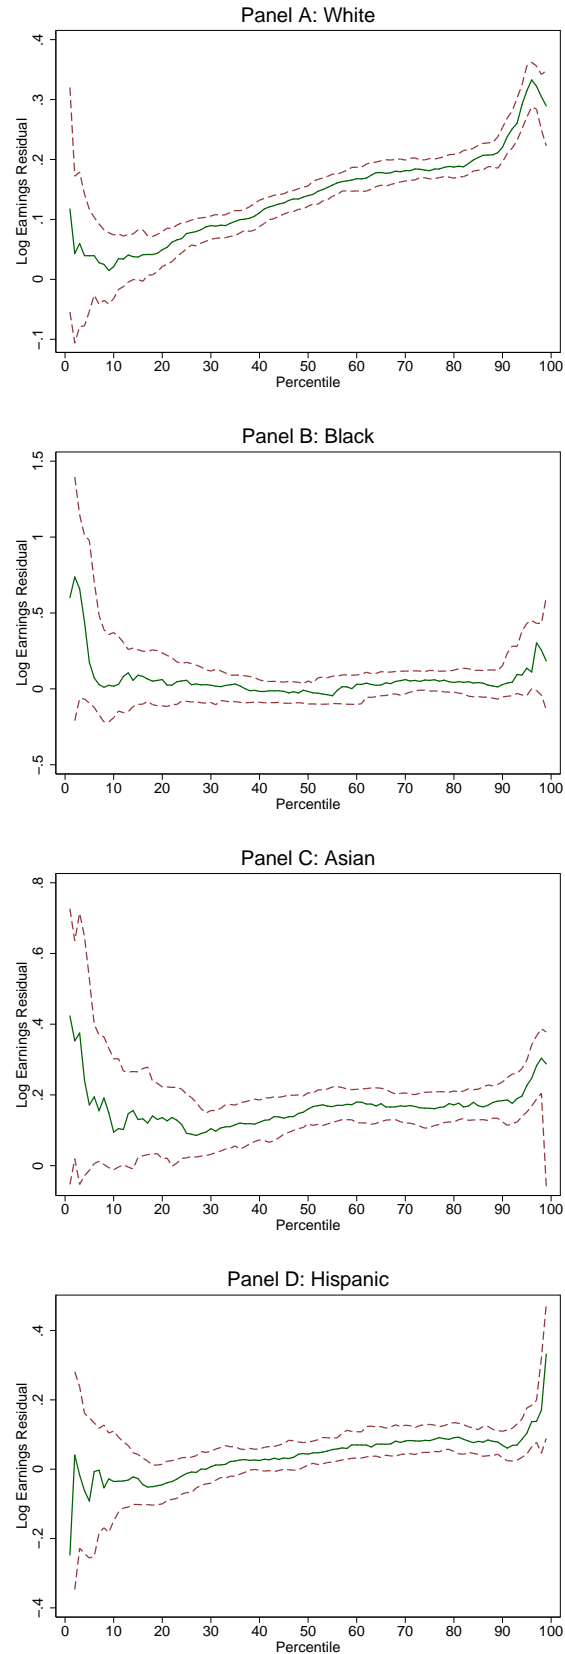 Panel A: White
Log Earnings Residual
.4
.3
.2
.1
0
-.1
0 10 20 30 40 50 60 70 80 90 100
Percentile
Panel B: Black
Log Earnings Residual
1.5
1
.5
0
-.5
0 10 20 30 40 50 60 70 80 90 100
Percentile
Panel C: Asian
Log Earnings Residual
.8
.6
.4
.2
0
0 10 20 30 40 50 60 70 80 90 100
Percentile
Panel D: Hispanic
Log Earnings Residual
.4
.2
0
-.2
-.4
0 10 20 30 40 50 60 70 80 90 100
Percentile